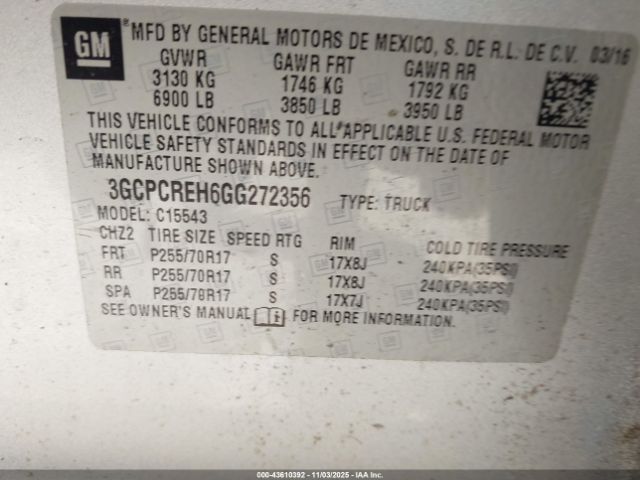 GM
MFD BY GENERAL MOTORS DE MEXICO, S. DE R.L. DE C.V. 03/16
GVWR GAWR FRT GAWR RR
3130 KG 1746 KG 1792 KG
6900 LB 3850 LB 3950 LB
THIS VEHICLE CONFORMS TO ALL APPLICABLE U.S. FEDERAL MOTOR
VEHICLE SAFETY STANDARDS IN EFFECT ON THE DATE OF
MANUFACTURE SHOWN ABOVE.
3GCPCREH6GG272356 TYPE: TRUCK
MODEL: C15543
CHZ2 TIRE SIZE SPEED RTG RIM COLD TIRE PRESSURE
FRT P255/70R17 S 17X8J 240KPA(35PSI)
RR P255/70R17 S 17X8J 240KPA(35PSI)
SPA P255/70R17 S 17X7J 240KPA(35PSI)
SEE OWNER'S MANUAL FOR MORE INFORMATION.
000-43610392 - 11/03/2025 - IAAI.COM